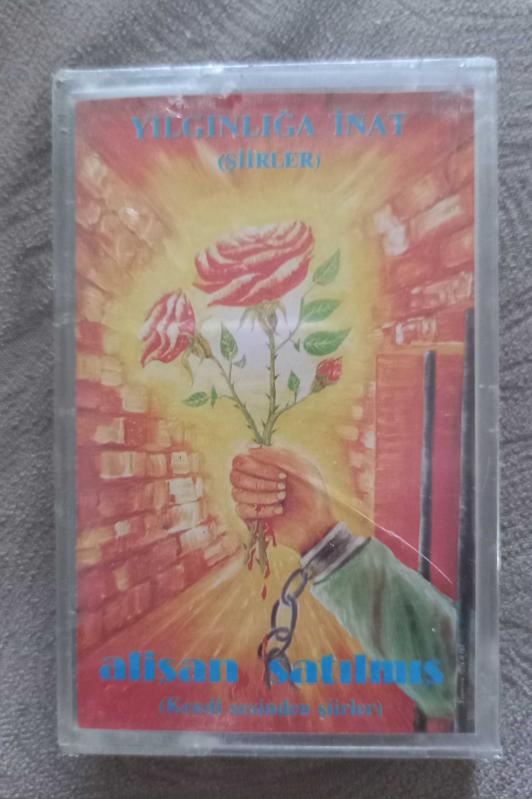 YILGINLIĞA İNAT
(ŞİİRLER)
alişan satılmış
(Kendi sesinden şiirler)